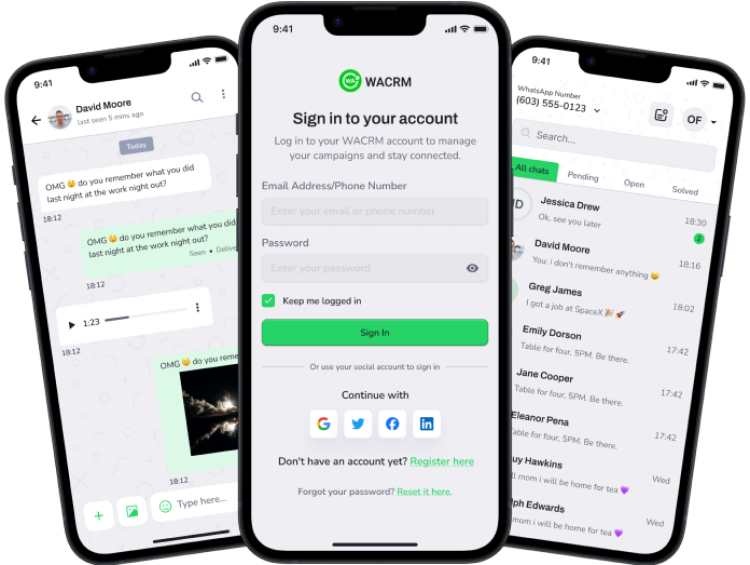 9:41
David Moore
last seen 5 mins ago
Today
OMG 😊 do you remember what you did
last night at the work night out?
18:12
OMG 😊 do you remember what you did
last night at the work night out?
Seen • Delive
18:12
1:23
18:12
OMG 😊 do you reme
18:12
Type here...
9:41
WA
WACRM
Sign in to your account
Log in to your WACRM account to manage
your campaigns and stay connected.
Email Address/Phone Number
Enter your email or phone number
Password
Enter your password
Keep me logged in
Sign In
Or use your social account to sign in
Continue with
Don't have an account yet? Register here
Forgot your password? Reset it here.
9:41
WhatsApp Number
(603) 555-0123
OF
Search...
All chats
Pending
Open
Solved
JD
Jessica Drew
18:30
Ok, see you later
2
David Moore
18:16
You: i don't remember anything 😄
Greg James
18:02
I got a job at SpaceX 🎉 🚀
Emily Dorson
17:42
Table for four, 5PM. Be there.
Jane Cooper
17:42
Table for four, 5PM. Be there.
Eleanor Pena
17:42
able for four, 5PM. Be there.
uy Hawkins
Wed
ll mom i will be home for tea 💜
lph Edwards
Wed
mom i will be home for tea 💜